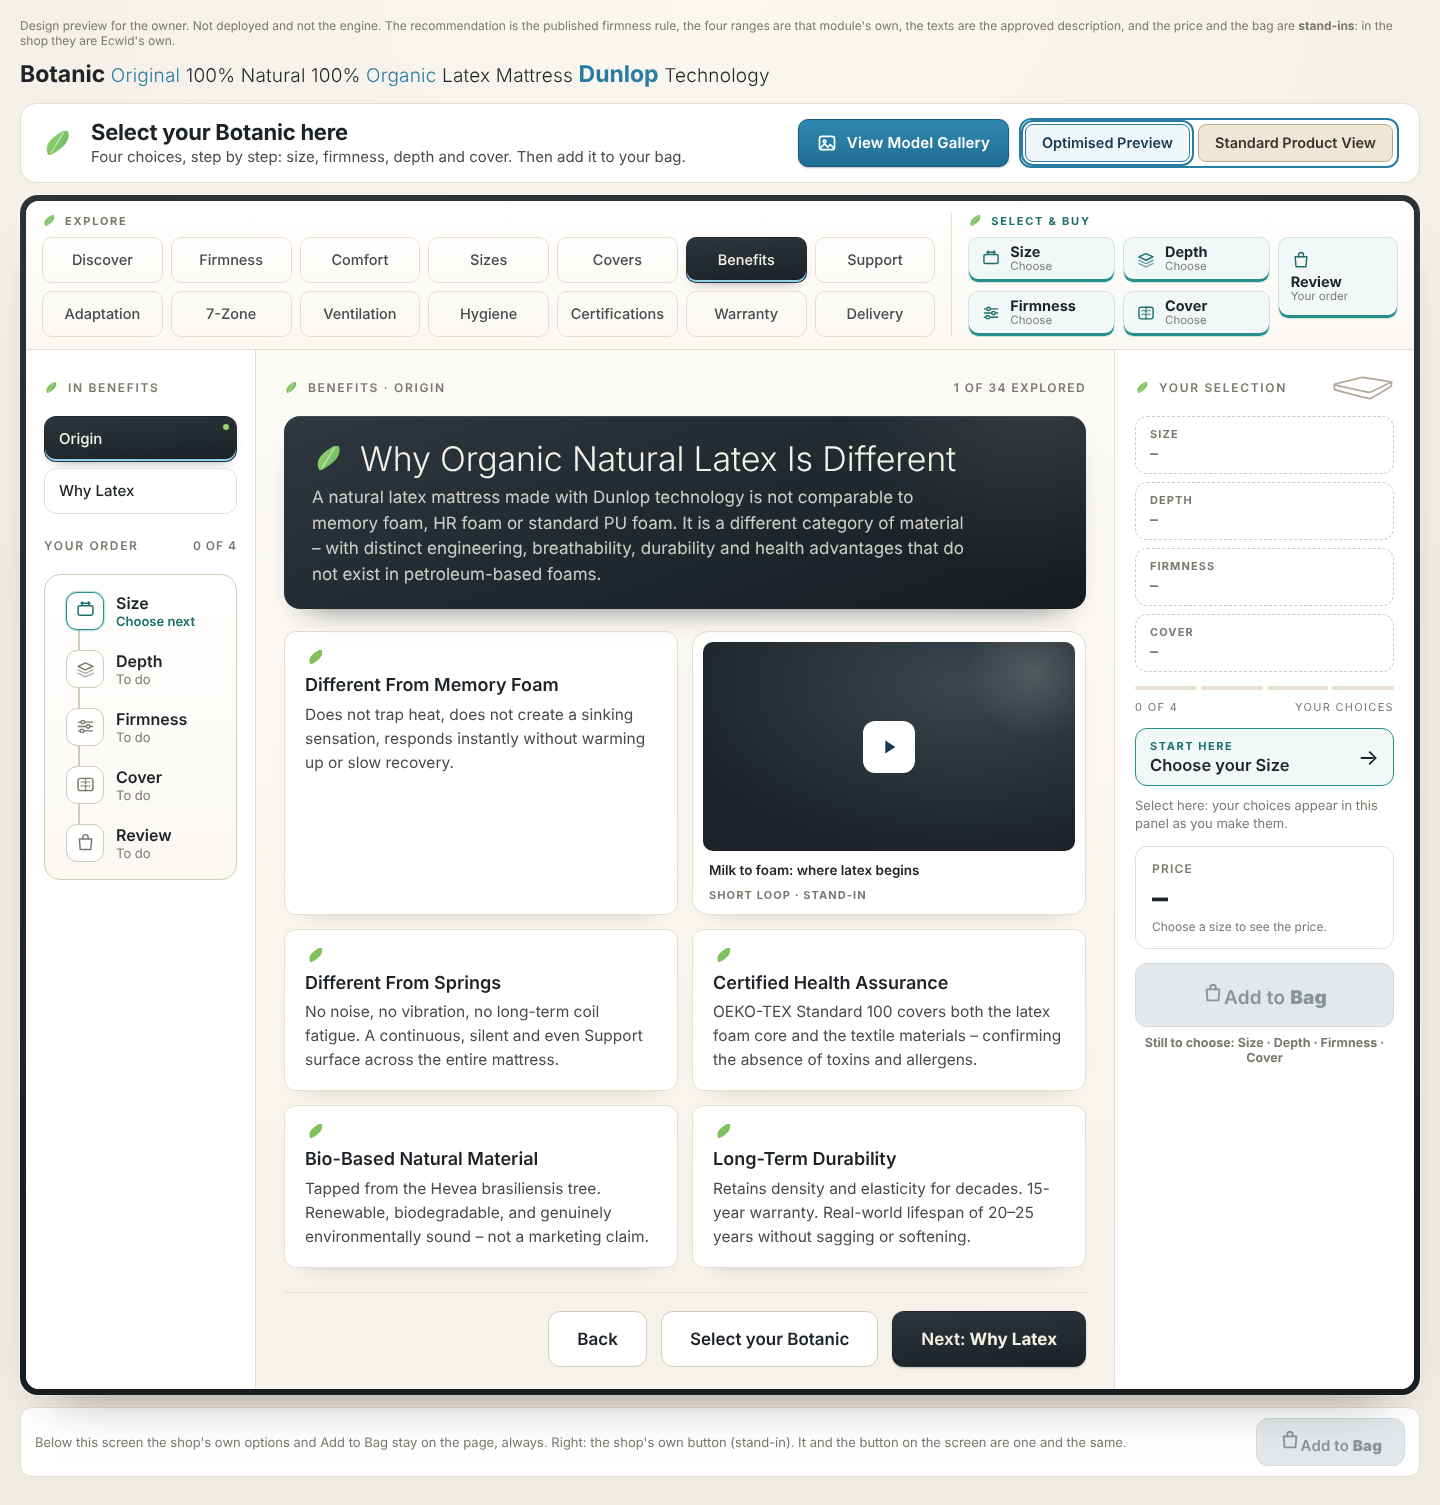 Design preview for the owner. Not deployed and not the engine. The recommendation is the published firmness rule, the four ranges are that module's own, the texts are the approved description, and the price and the bag are stand-ins: in the
shop they are Ecwid's own.
Botanic Original 100% Natural 100% Organic Latex Mattress Dunlop Technology
Select your Botanic here
Four choices, step by step: size, firmness, depth and cover. Then add it to your bag.
View Model Gallery
Optimised Preview
Standard Product View
EXPLORE
Discover
Firmness
Comfort
Sizes
Covers
Benefits
Support
Adaptation
7-Zone
Ventilation
Hygiene
Certifications
Warranty
Delivery
SELECT & BUY
Size
Choose
Depth
Choose
Firmness
Choose
Cover
Choose
Review
Your order
IN BENEFITS
Origin
Why Latex
YOUR ORDER
0 OF 4
Size
Choose next
Depth
To do
Firmness
To do
Cover
To do
Review
To do
BENEFITS · ORIGIN
1 OF 34 EXPLORED
Why Organic Natural Latex Is Different
A natural latex mattress made with Dunlop technology is not comparable to
memory foam, HR foam or standard PU foam. It is a different category of material
– with distinct engineering, breathability, durability and health advantages that do
not exist in petroleum-based foams.
Different From Memory Foam
Does not trap heat, does not create a sinking
sensation, responds instantly without warming
up or slow recovery.
Milk to foam: where latex begins
SHORT LOOP · STAND-IN
Different From Springs
No noise, no vibration, no long-term coil
fatigue. A continuous, silent and even Support
surface across the entire mattress.
Certified Health Assurance
OEKO-TEX Standard 100 covers both the latex
foam core and the textile materials – confirming
the absence of toxins and allergens.
Bio-Based Natural Material
Tapped from the Hevea brasiliensis tree.
Renewable, biodegradable, and genuinely
environmentally sound – not a marketing claim.
Long-Term Durability
Retains density and elasticity for decades. 15-
year warranty. Real-world lifespan of 20–25
years without sagging or softening.
Back
Select your Botanic
Next: Why Latex
YOUR SELECTION
SIZE
–
DEPTH
–
FIRMNESS
–
COVER
–
0 OF 4
YOUR CHOICES
START HERE
Choose your Size
Select here: your choices appear in this
panel as you make them.
PRICE
–
Choose a size to see the price.
Add to Bag
Still to choose: Size · Depth · Firmness ·
Cover
Below this screen the shop's own options and Add to Bag stay on the page, always. Right: the shop's own button (stand-in). It and the button on the screen are one and the same.
Add to Bag